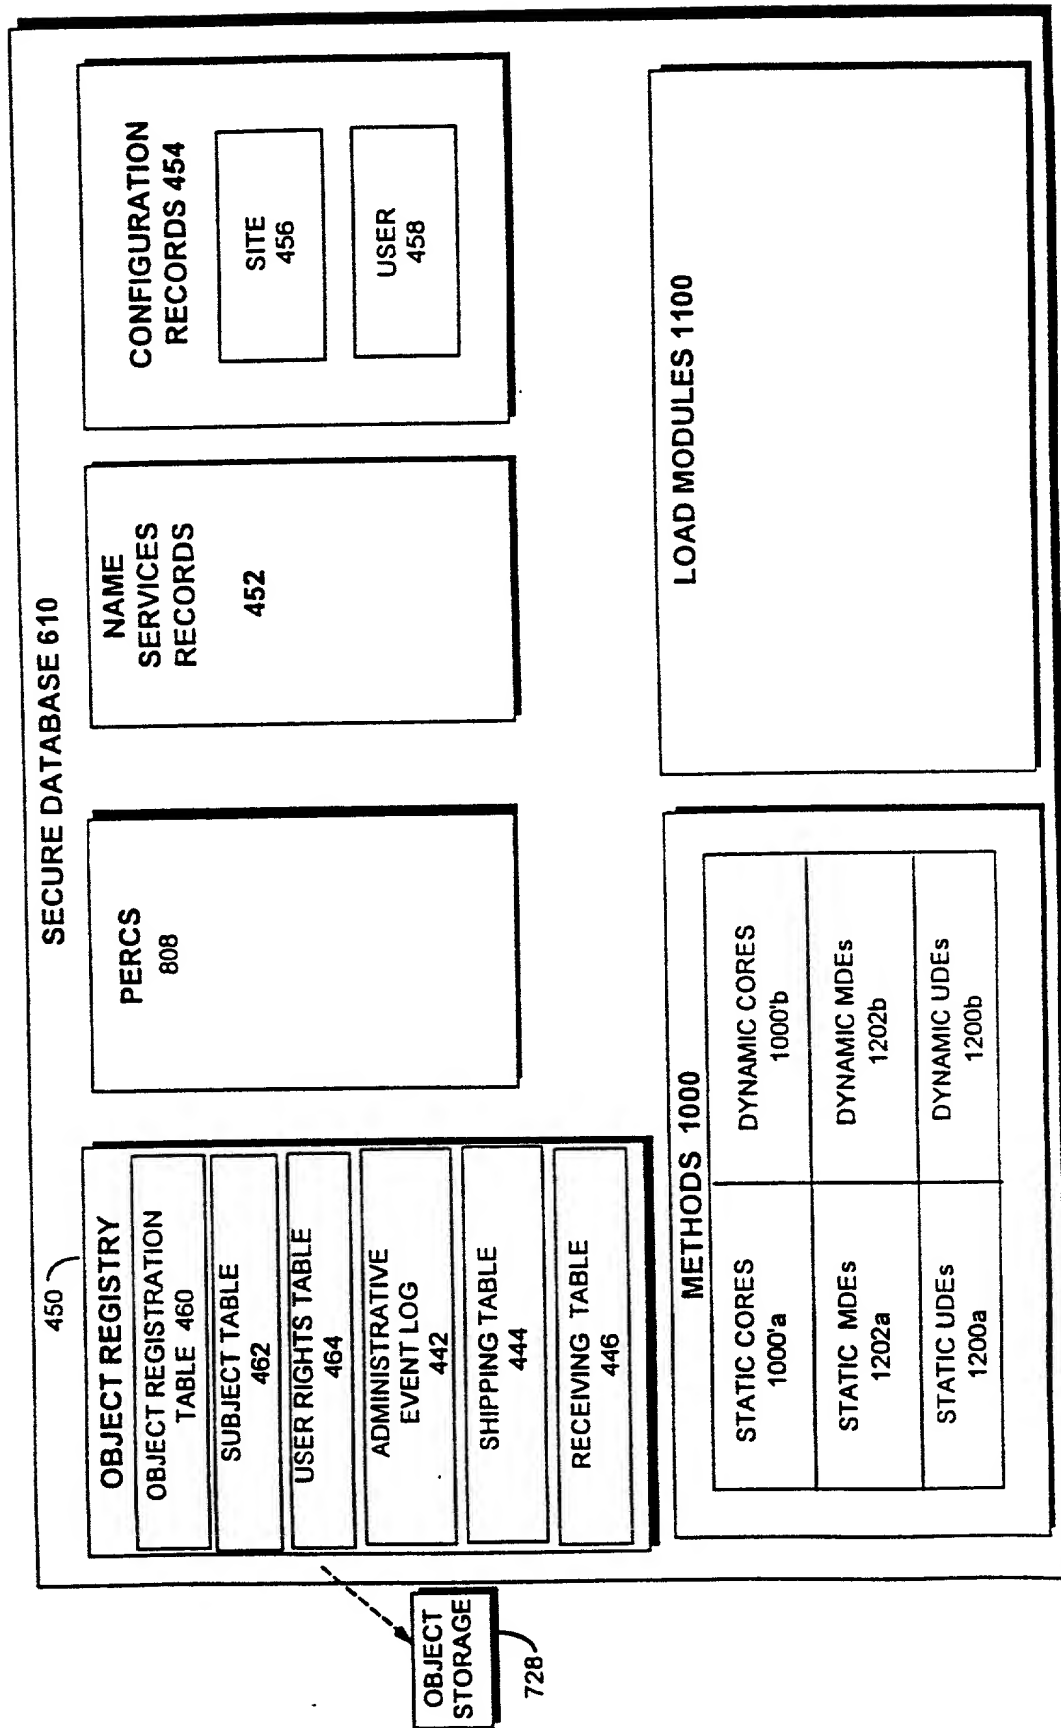 SECURE DATABASE 610
450
OBJECT REGISTRY
OBJECT REGISTRATION
TABLE 460
SUBJECT TABLE
462
USER RIGHTS TABLE
464
ADMINISTRATIVE
EVENT LOG
442
SHIPPING TABLE
444
RECEIVING TABLE
446
OBJECT
STORAGE
728
PERCS
808
NAME
SERVICES
RECORDS
452
CONFIGURATION
RECORDS 454
SITE
456
USER
458
METHODS 1000
STATIC CORES
1000'a
DYNAMIC CORES
1000'b
STATIC MDEs
1202a
DYNAMIC MDEs
1202b
STATIC UDEs
1200a
DYNAMIC UDEs
1200b
LOAD MODULES 1100